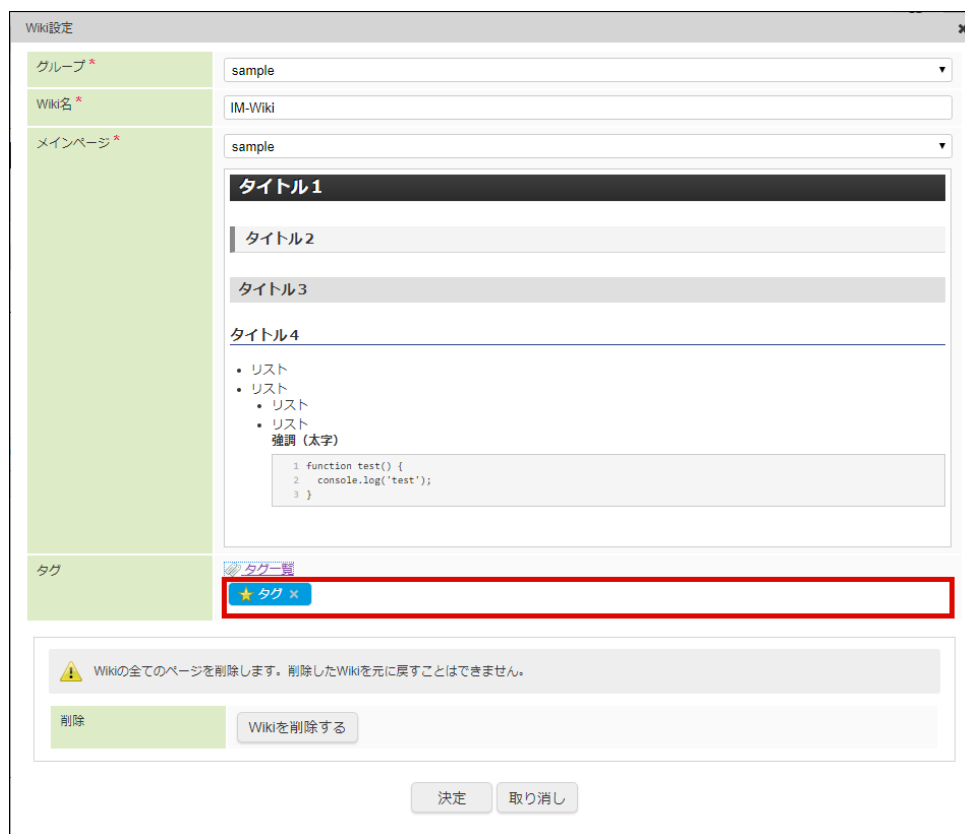 Wiki設定
グループ *
sample
Wiki名 *
IM-Wiki
メインページ *
sample
タイトル1
タイトル2
タイトル3
タイトル4
• リスト
• リスト
• リスト
• リスト
強調（太字）
1 function test() {
2 console.log('test');
3 }
タグ
タグ一覧
タグ ×
Wikiの全てのページを削除します。削除したWikiを元に戻すことはできません。
削除
Wikiを削除する
決定
取り消し